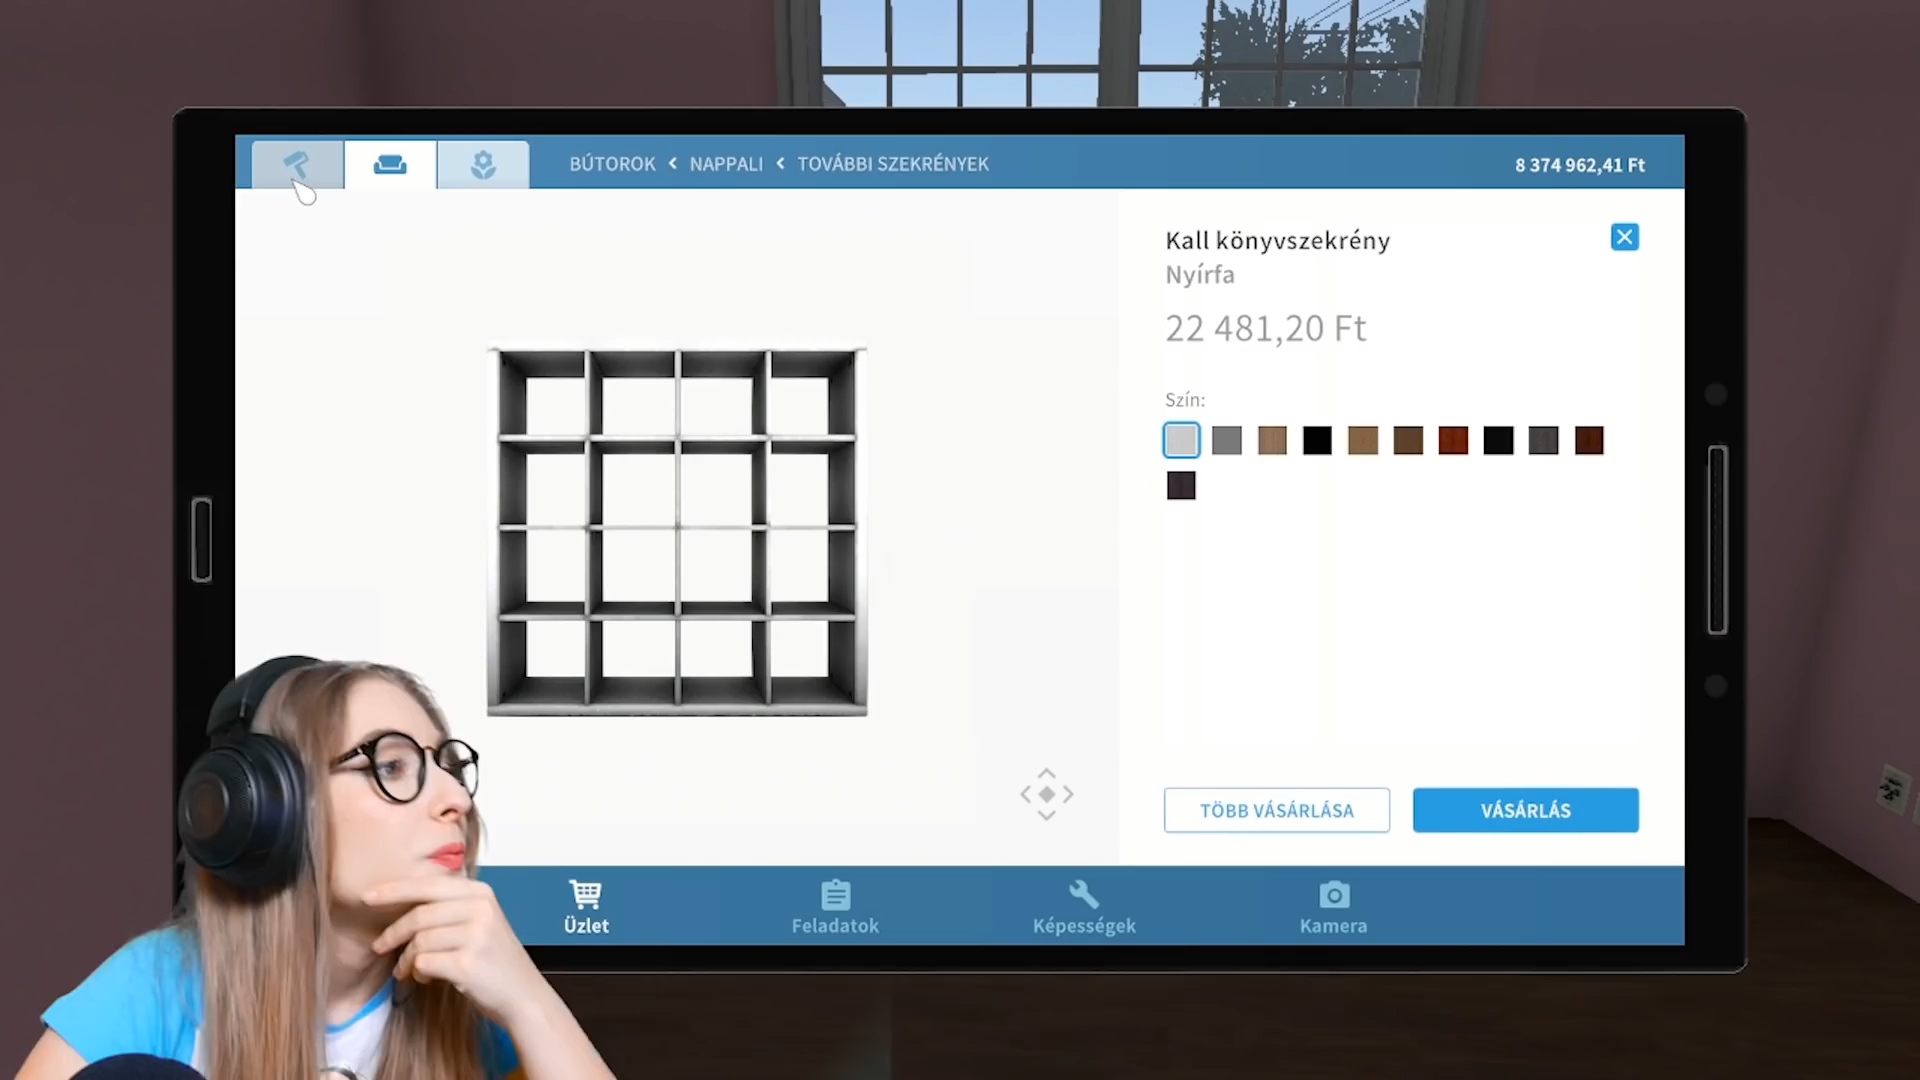 BÚTOROK < NAPPALI < TOVÁBBI SZEKRÉNYEK
8 374 962,41 Ft
Kall könyvszekrény
Nyírfa
22 481,20 Ft
Szín:
TÖBB VÁSÁRLÁSA
VÁSÁRLÁS
Üzlet
Feladatok
Képességek
Kamera